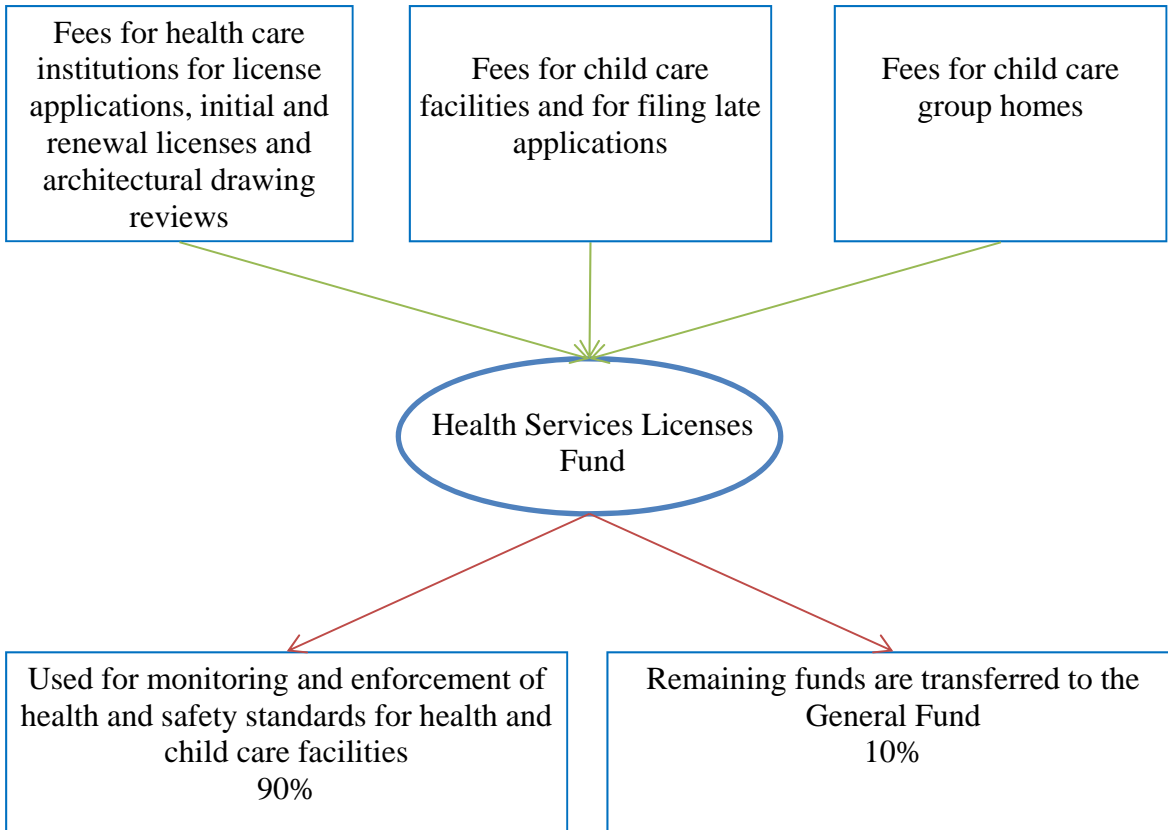 Fees for health care
institutions for license
applications, initial and
renewal licenses and
architectural drawing
reviews
Fees for child care
facilities and for filing late
applications
Fees for child care
group homes
Health Services Licenses
Fund
Used for monitoring and enforcement of
health and safety standards for health and
child care facilities
90%
Remaining funds are transferred to the
General Fund
10%